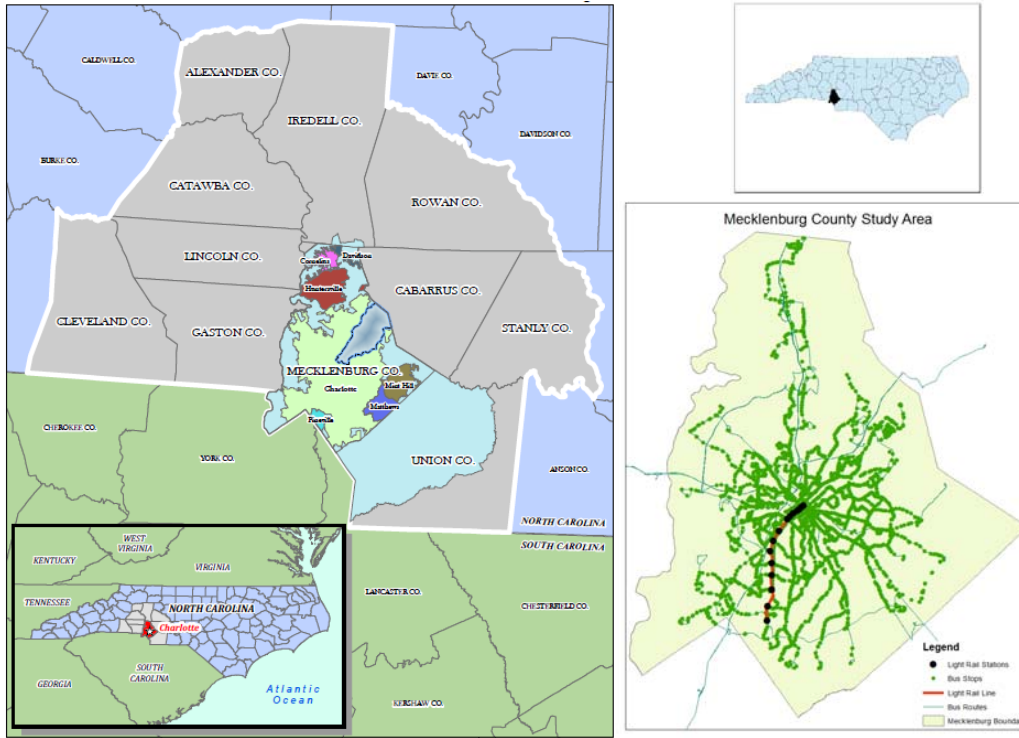 CALDWELL CO.
ALEXANDER CO.
DAVIE CO.
IREDELL CO.
DAVIDSON CO.
BURKE CO.
CATAWBA CO.
ROWAN CO.
LINCOLN CO.
Cornelius
Davidson
Huntersville
CABARRUS CO.
CLEVELAND CO.
GASTON CO.
STANLY CO.
MECKLENBURG CO.
Charlotte
Mint Hill
Matthews
Pineville
CHEROKEE CO.
YORK CO.
UNION CO.
ANSON CO.
NORTH CAROLINA
SOUTH CAROLINA
LANCASTER CO.
CHESTERFIELD CO.
KERSHAW CO.
WEST
VIRGINIA
KENTUCKY
VIRGINIA
TENNESSEE
NORTH CAROLINA
Charlotte
SOUTH
CAROLINA
GEORGIA
Atlantic
Ocean
Mecklenburg County Study Area
Legend
Light Rail Stations
Bus Stops
Light Rail Line
Bus Routes
Mecklenburg Bounda